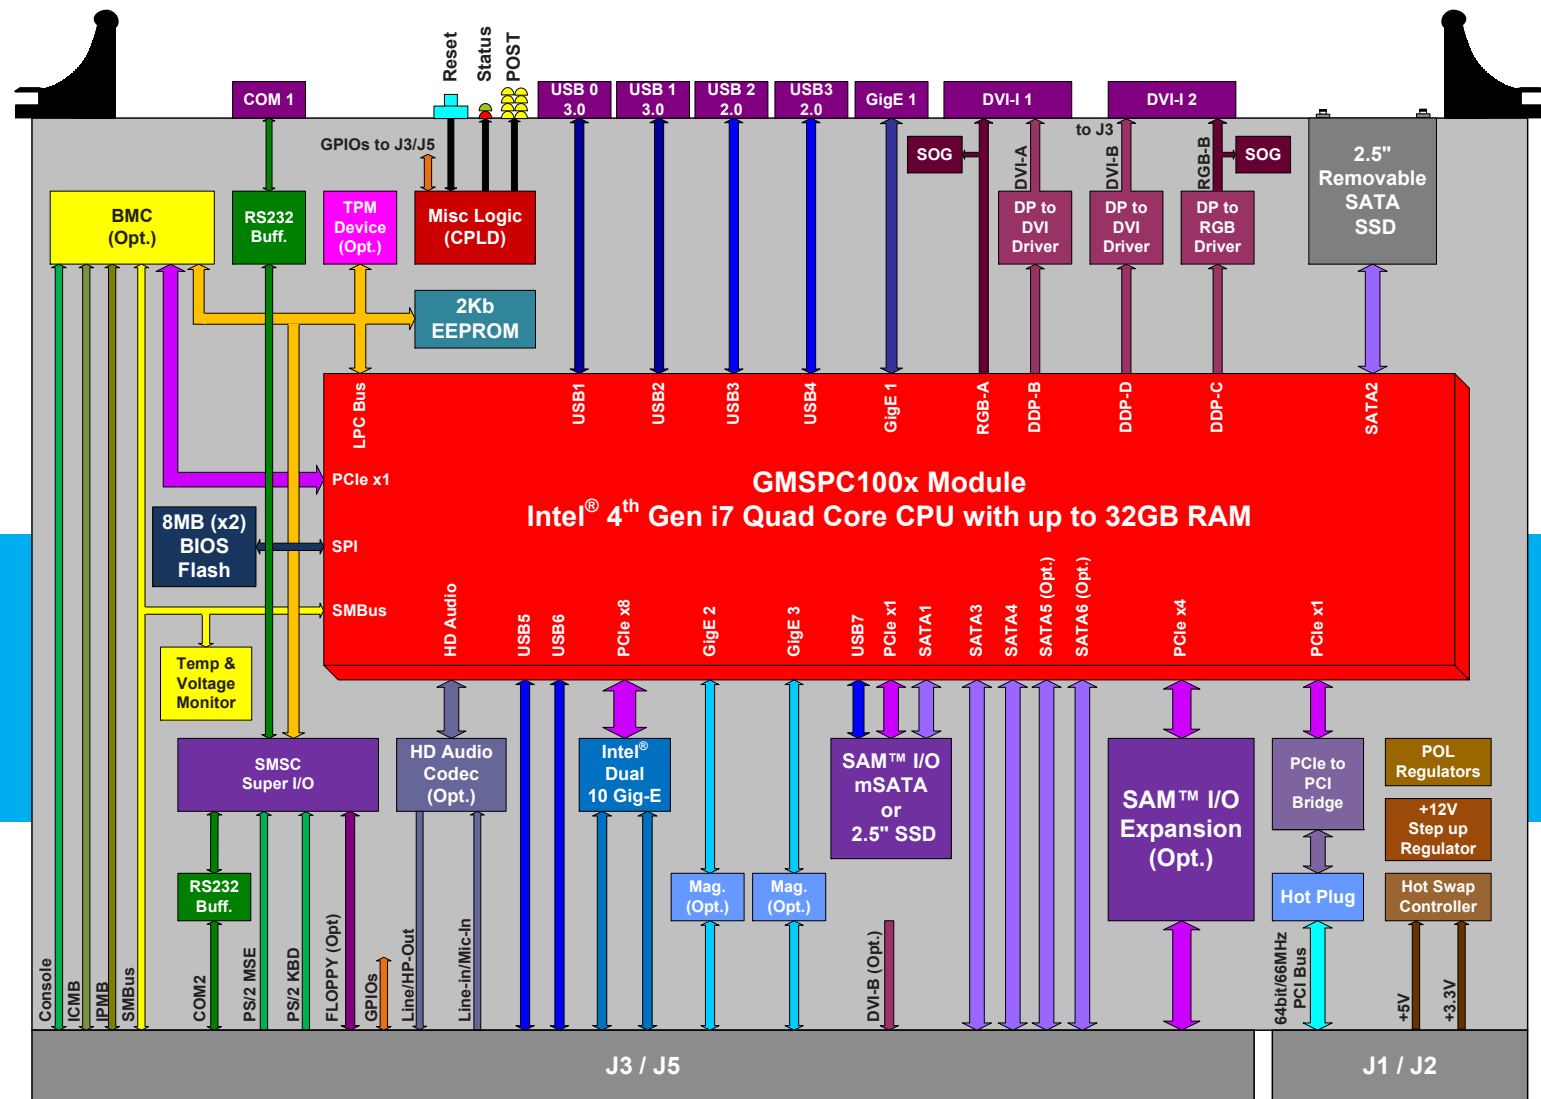 Reset
Status
POST
COM 1
USB 0
3.0
USB 1
3.0
USB 2
2.0
USB3
2.0
GigE 1
DVI-I 1
DVI-I 2
GPIOs to J3/J5
SOG
DVI-A
to J3
DVI-B
RGB-B
SOG
2.5"
Removable
SATA
SSD
BMC
(Opt.)
RS232
Buff.
TPM
Device
(Opt.)
Misc Logic
(CPLD)
DP to
DVI
Driver
DP to
DVI
Driver
DP to
RGB
Driver
2Kb
EEPROM
LPC Bus
USB1
USB2
USB3
USB4
GigE 1
RGB-A
DDP-B
DDP-D
DDP-C
SATA2
PCIe x1
GMSPC100x Module
Intel® 4th Gen i7 Quad Core CPU with up to 32GB RAM
8MB (x2)
BIOS
Flash
SPI
SMBus
HD Audio
USB5
USB6
PCIe x8
GigE 2
GigE 3
USB7
PCIe x1
SATA1
SATA3
SATA4
SATA5 (Opt.)
SATA6 (Opt.)
PCIe x4
PCIe x1
Temp &
Voltage
Monitor
SMSC
Super I/O
HD Audio
Codec
(Opt.)
Intel®
Dual
10 Gig-E
SAM™ I/O
mSATA
or
2.5" SSD
SAM™ I/O
Expansion
(Opt.)
PCIe to
PCI
Bridge
POL
Regulators
+12V
Step up
Regulator
RS232
Buff.
Mag.
(Opt.)
Mag.
(Opt.)
Hot Plug
Hot Swap
Controller
Console
ICMB
IPMB
SMBus
COM2
PS/2 MSE
PS/2 KBD
FLOPPY (Opt)
GPIOs
Line/HP-Out
Line-in/Mic-In
DVI-B (Opt.)
64bit/66MHz
PCI Bus
+5V
+3.3V
J3 / J5
J1 / J2